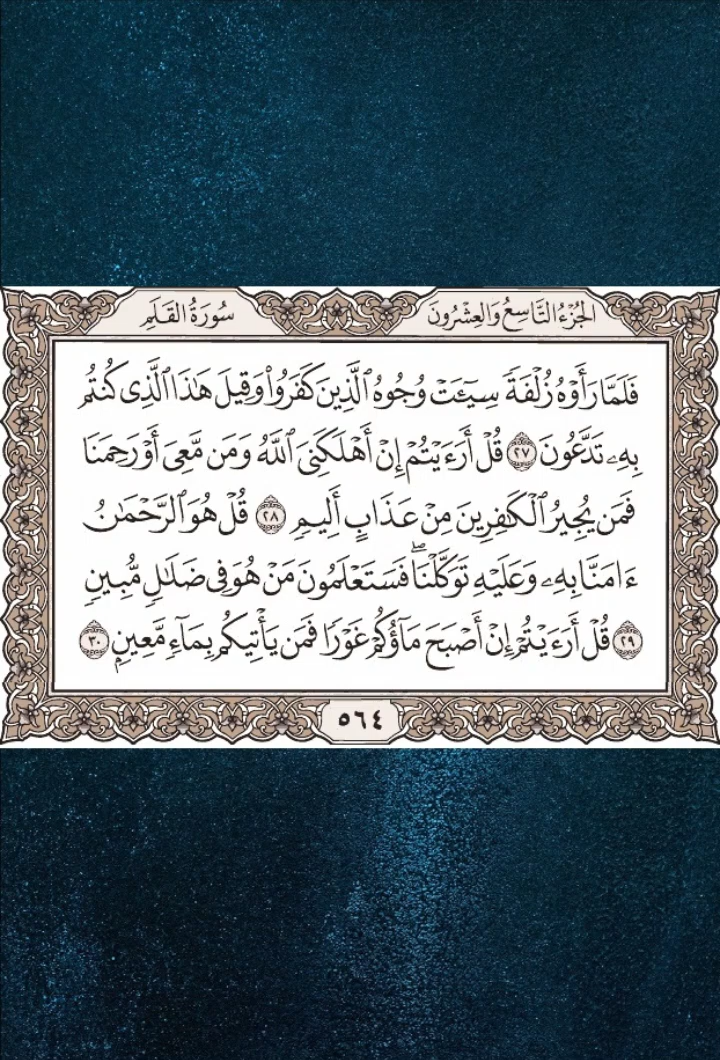 الجُزْءُ التَّاسِعُ وَالعِشْرُونَ
سُورَةُ القَلَمِ
فَلَمَّا رَأَوْهُ زُلْفَةً سِيٓـَٔتْ وُجُوهُ ٱلَّذِينَ كَفَرُوا۟ وَقِيلَ هَٰذَا ٱلَّذِى كُنتُم
بِهِۦ تَدَّعُونَ ٢٧ قُلْ أَرَءَيْتُمْ إِنْ أَهْلَكَنِىَ ٱللَّهُ وَمَن مَّعِىَ أَوْ رَحِمَنَا
فَمَن يُجِيرُ ٱلْكَٰفِرِينَ مِنْ عَذَابٍ أَلِيمٍ ٢٨ قُلْ هُوَ ٱلرَّحْمَٰنُ
ءَامَنَّا بِهِۦ وَعَلَيْهِ تَوَكَّلْنَا ۖ فَسَتَعْلَمُونَ مَنْ هُوَ فِى ضَلَٰلٍ مُّبِينٍ
٢٩ قُلْ أَرَءَيْتُمْ إِنْ أَصْبَحَ مَآؤُكُمْ غَوْرًا فَمَن يَأْتِيكُم بِمَآءٍ مَّعِينٍۭ ٣٠
٥٦٤